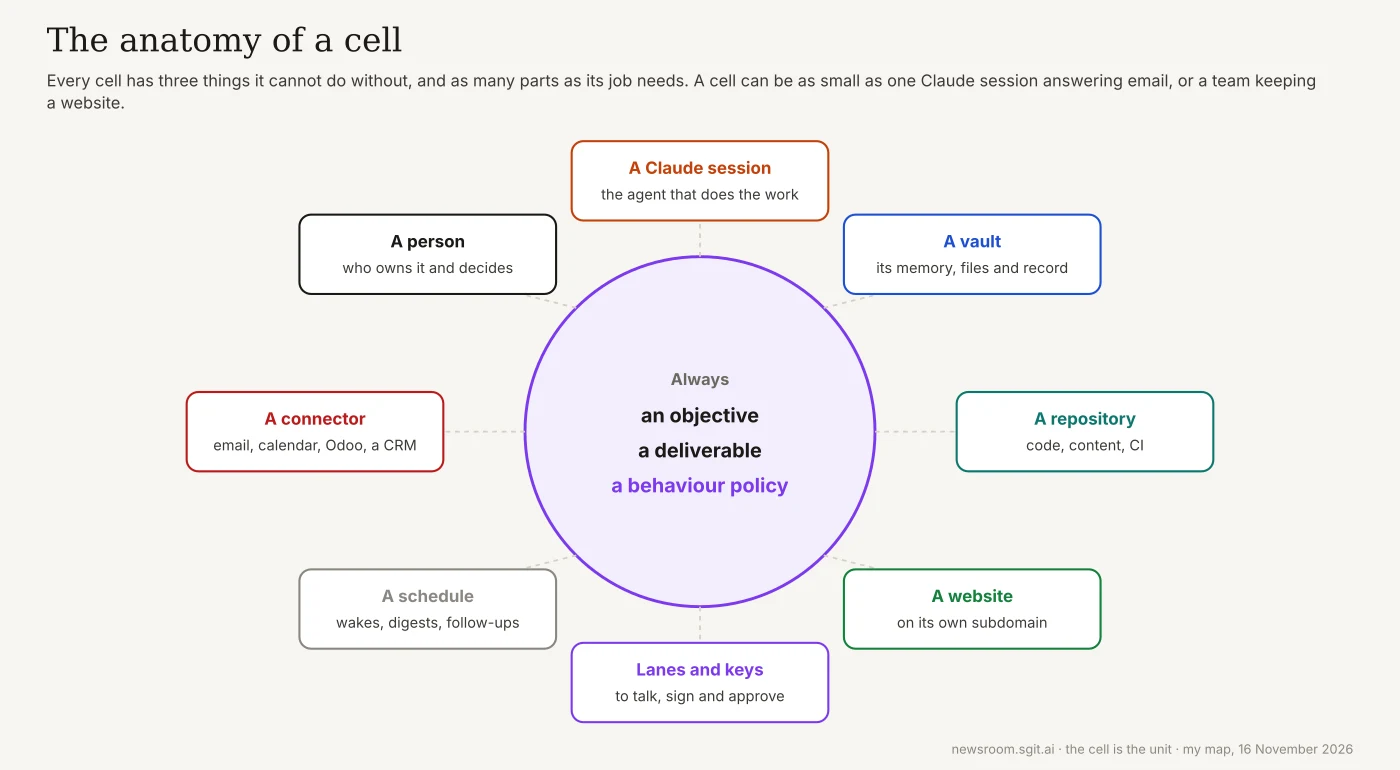 The anatomy of a cell
Every cell has three things it cannot do without, and as many parts as its job needs. A cell can be as small as one Claude session answering email, or a team keeping
a website.
A Claude session
the agent that does the work
A person
who owns it and decides
A vault
its memory, files and record
Always
an objective
a deliverable
a behaviour policy
A connector
email, calendar, Odoo, a CRM
A repository
code, content, CI
A schedule
wakes, digests, follow-ups
A website
on its own subdomain
Lanes and keys
to talk, sign and approve
newsroom.sgit.ai · the cell is the unit · my map, 16 November 2026